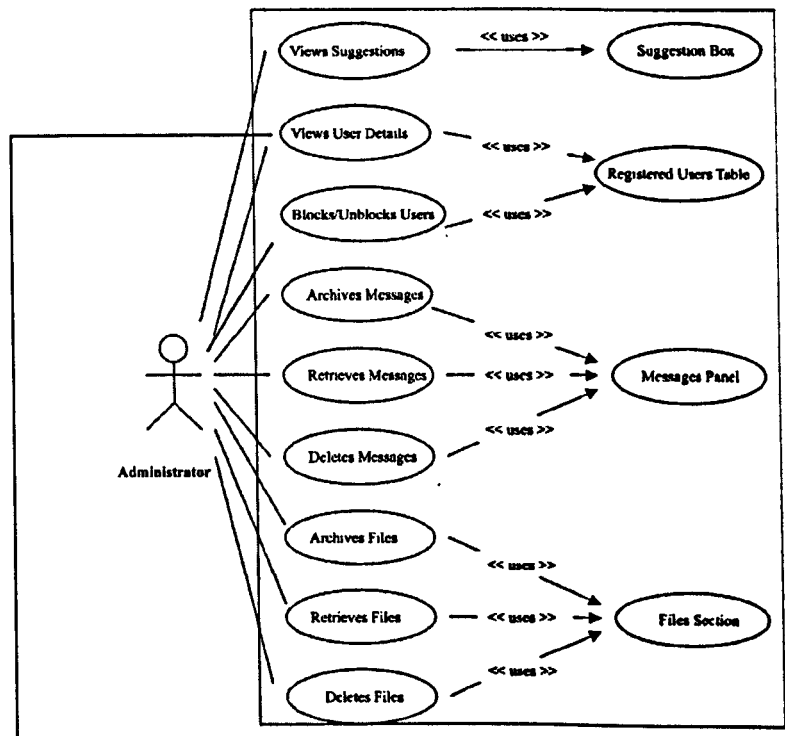 Views Suggestions << uses >> Suggestion Box
Views User Details << uses >> Registered Users Table
Blocks/Unblocks Users << uses >>
Archives Messages << uses >>
Retrieves Messages << uses >> Messages Panel
Deletes Messages << uses >>
Administrator
Archives Files << uses >>
Retrieves Files << uses >> Files Section
Deletes Files << uses >>